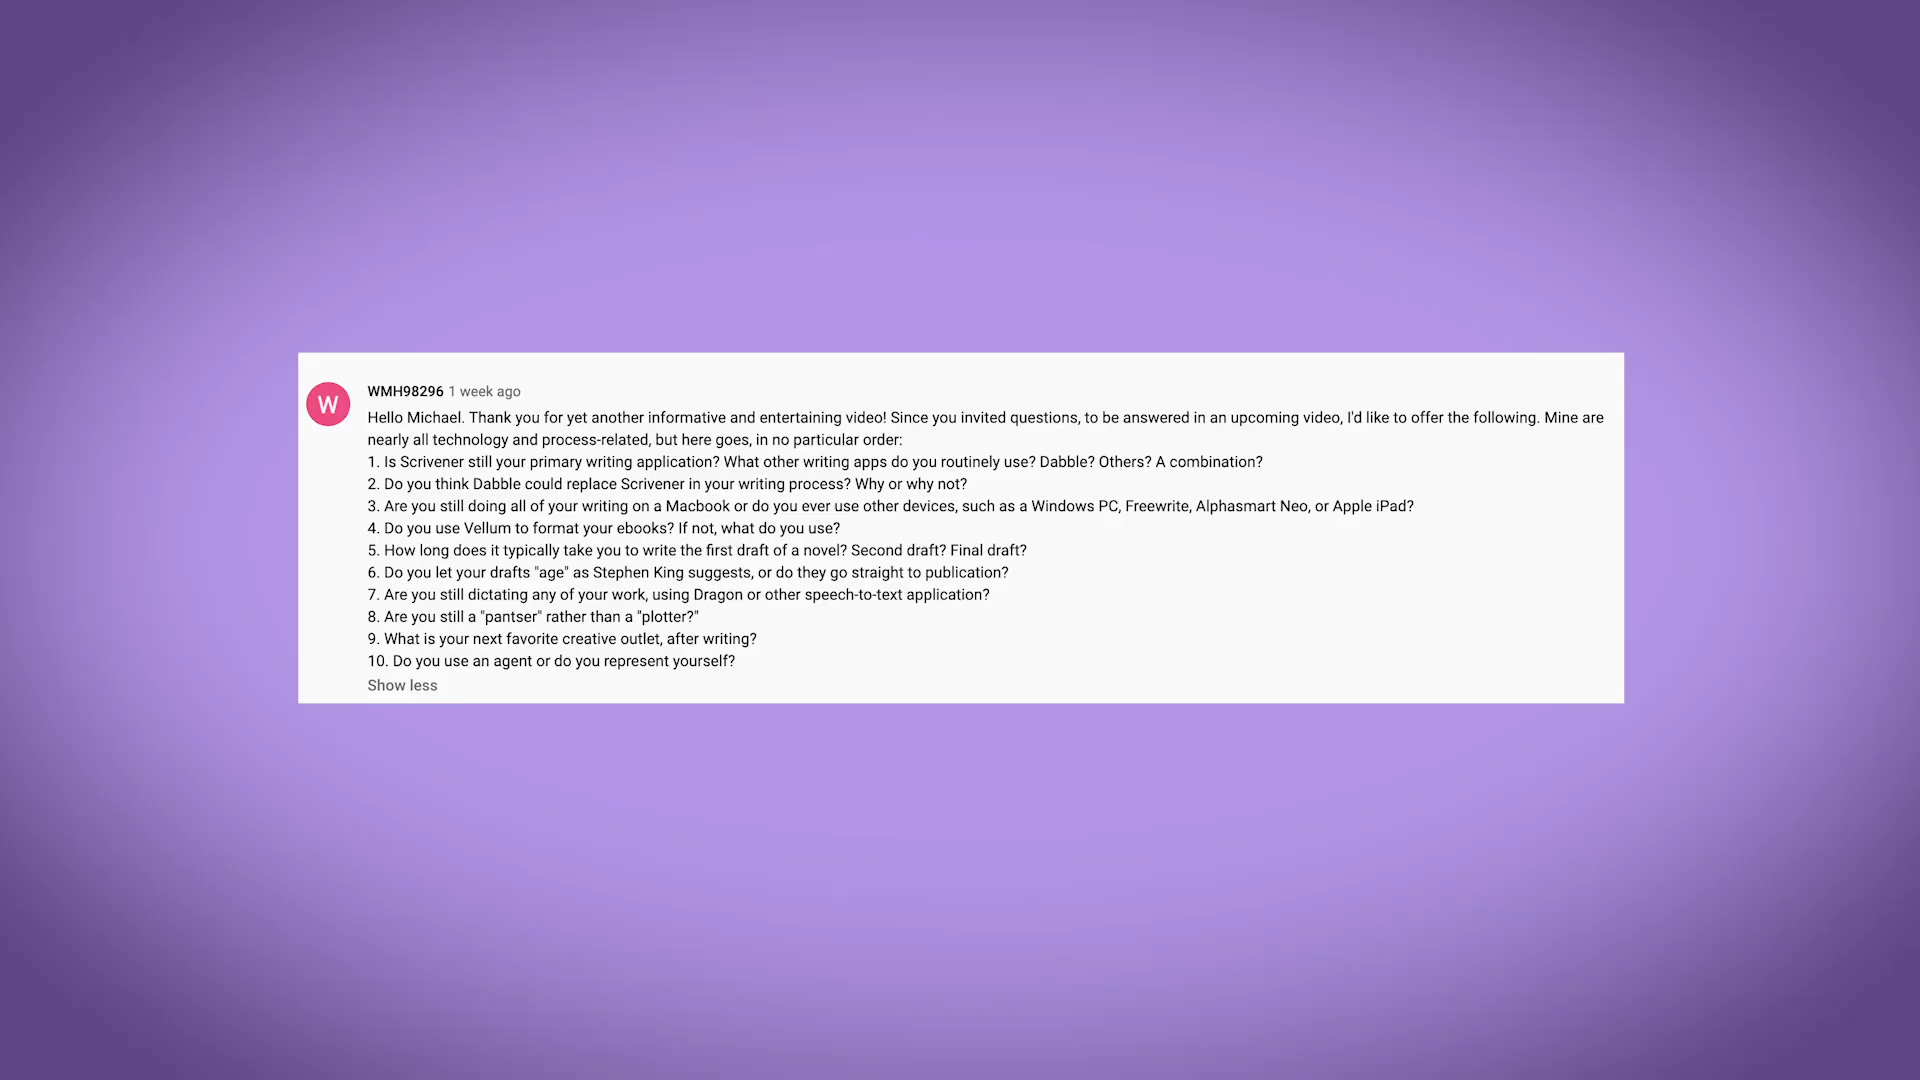 W
WMH98296 1 week ago
Hello Michael. Thank you for yet another informative and entertaining video! Since you invited questions, to be answered in an upcoming video, I'd like to offer the following. Mine are
nearly all technology and process-related, but here goes, in no particular order:
1. Is Scrivener still your primary writing application? What other writing apps do you routinely use? Dabble? Others? A combination?
2. Do you think Dabble could replace Scrivener in your writing process? Why or why not?
3. Are you still doing all of your writing on a Macbook or do you ever use other devices, such as a Windows PC, Freewrite, Alphasmart Neo, or Apple iPad?
4. Do you use Vellum to format your ebooks? If not, what do you use?
5. How long does it typically take you to write the first draft of a novel? Second draft? Final draft?
6. Do you let your drafts "age" as Stephen King suggests, or do they go straight to publication?
7. Are you still dictating any of your work, using Dragon or other speech-to-text application?
8. Are you still a "pantser" rather than a "plotter?"
9. What is your next favorite creative outlet, after writing?
10. Do you use an agent or do you represent yourself?
Show less